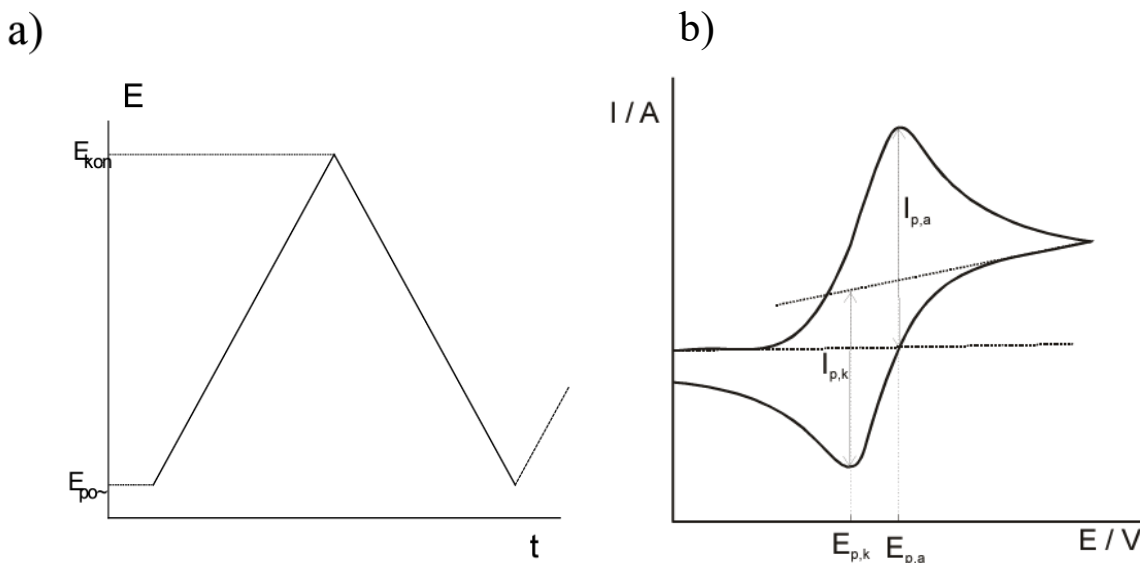 a)
E
E_kon
E_po~
t
b)
I / A
I_p,a
I_p,k
E_p,k
E_p,a
E / V